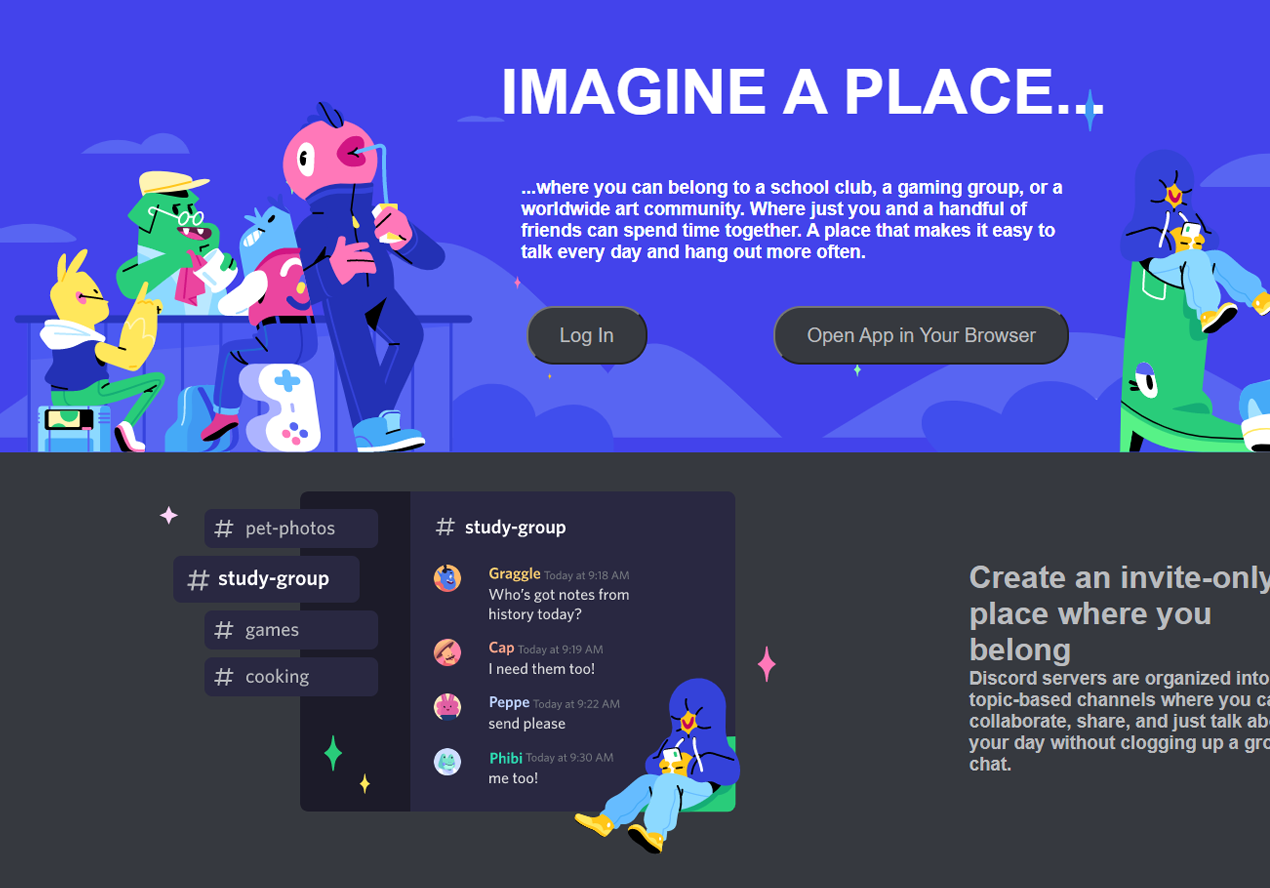 IMAGINE A PLACE...
...where you can belong to a school club, a gaming group, or a
worldwide art community. Where just you and a handful of
friends can spend time together. A place that makes it easy to
talk every day and hang out more often.
Log In
Open App in Your Browser
# pet-photos
# study-group
# games
# cooking
# study-group
Graggle Today at 9:18 AM
Who's got notes from
history today?
Cap Today at 9:19 AM
I need them too!
Peppe Today at 9:22 AM
send please
Phibi Today at 9:30 AM
me too!
Create an invite-only
place where you
belong
Discord servers are organized into
topic-based channels where you ca
collaborate, share, and just talk abo
your day without clogging up a gro
chat.